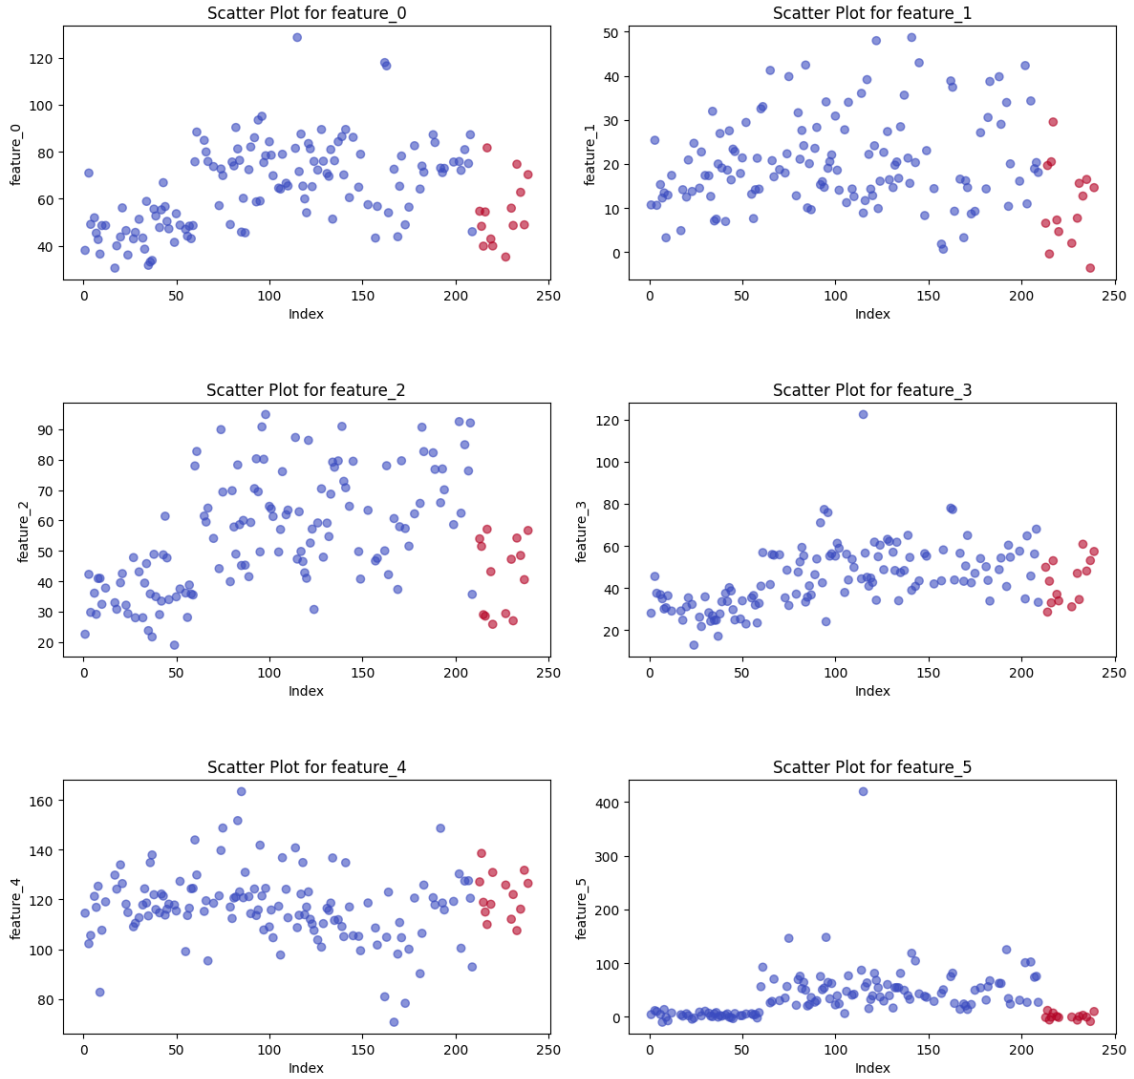 Scatter Plot for feature_0
120
100
80
60
40
feature_0
0 50 100 150 200 250
Index
Scatter Plot for feature_1
50
40
30
20
10
0
feature_1
0 50 100 150 200 250
Index
Scatter Plot for feature_2
90
80
70
60
50
40
30
20
feature_2
0 50 100 150 200 250
Index
Scatter Plot for feature_3
120
100
80
60
40
20
feature_3
0 50 100 150 200 250
Index
Scatter Plot for feature_4
160
140
120
100
80
feature_4
0 50 100 150 200 250
Index
Scatter Plot for feature_5
400
300
200
100
0
feature_5
0 50 100 150 200 250
Index